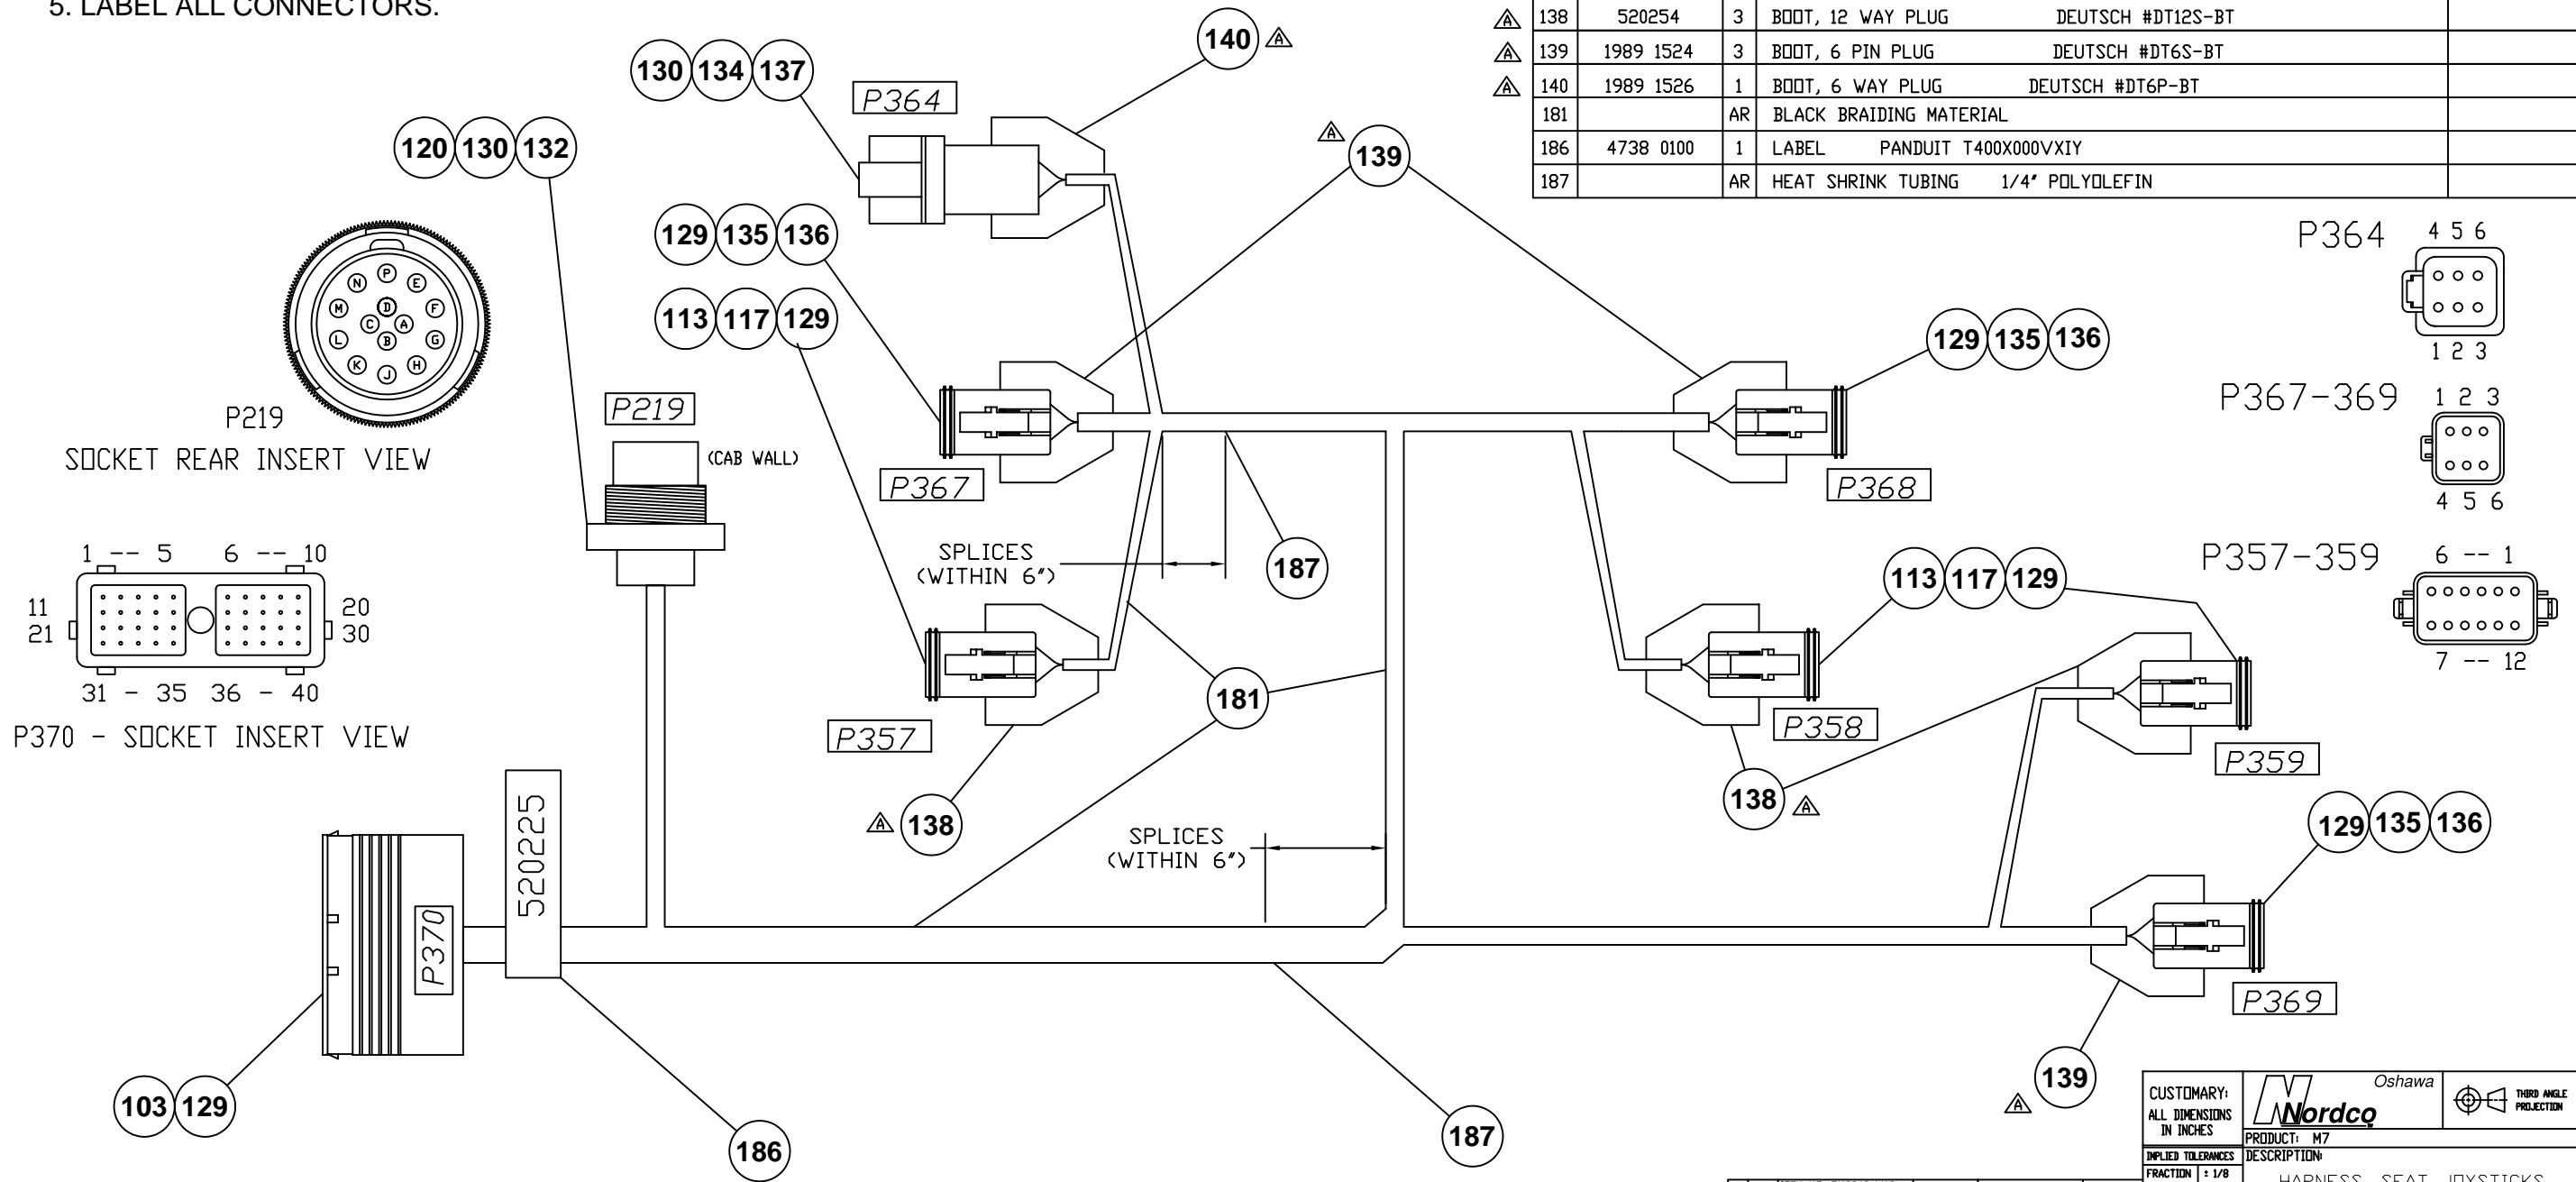 5. LABEL ALL CONNECTORS.
A 138 520254 3 BOOT, 12 WAY PLUG DEUTSCH #DT12S-BT
A 139 1989 1524 3 BOOT, 6 PIN PLUG DEUTSCH #DT6S-BT
A 140 1989 1526 1 BOOT, 6 WAY PLUG DEUTSCH #DT6P-BT
181 AR BLACK BRAIDING MATERIAL
186 4738 0100 1 LABEL PANDUIT T400X000VXIY
187 AR HEAT SHRINK TUBING 1/4" POLYOLEFIN
140 A
130 134 137
P364
120 130 132
A 139
129 135 136
113 117 129
P
N E
M D F
C A
L B G
K H
J
P219
SOCKET REAR INSERT VIEW
P219
(CAB WALL)
P367
129 135 136
P368
P364
4 5 6
1 2 3
P367-369
1 2 3
4 5 6
P357-359
6 -- 1
7 -- 12
SPLICES
(WITHIN 6")
187
113 117 129
1 -- 5 6 -- 10
11 20
21 30
31 - 35 36 - 40
P370 - SOCKET INSERT VIEW
P357
181
P358
P359
A 138
138 A
SPLICES
(WITHIN 6")
129 135 136
520225
P370
P369
103 129
186
187
139
A
CUSTOMARY:
ALL DIMENSIONS
IN INCHES
Oshawa
Nordco
THIRD ANGLE
PROJECTION
PRODUCT: M7
IMPLIED TOLERANCES
DESCRIPTION:
FRACTION ± 1/8
HARNESS, SEAT JOYSTICKS